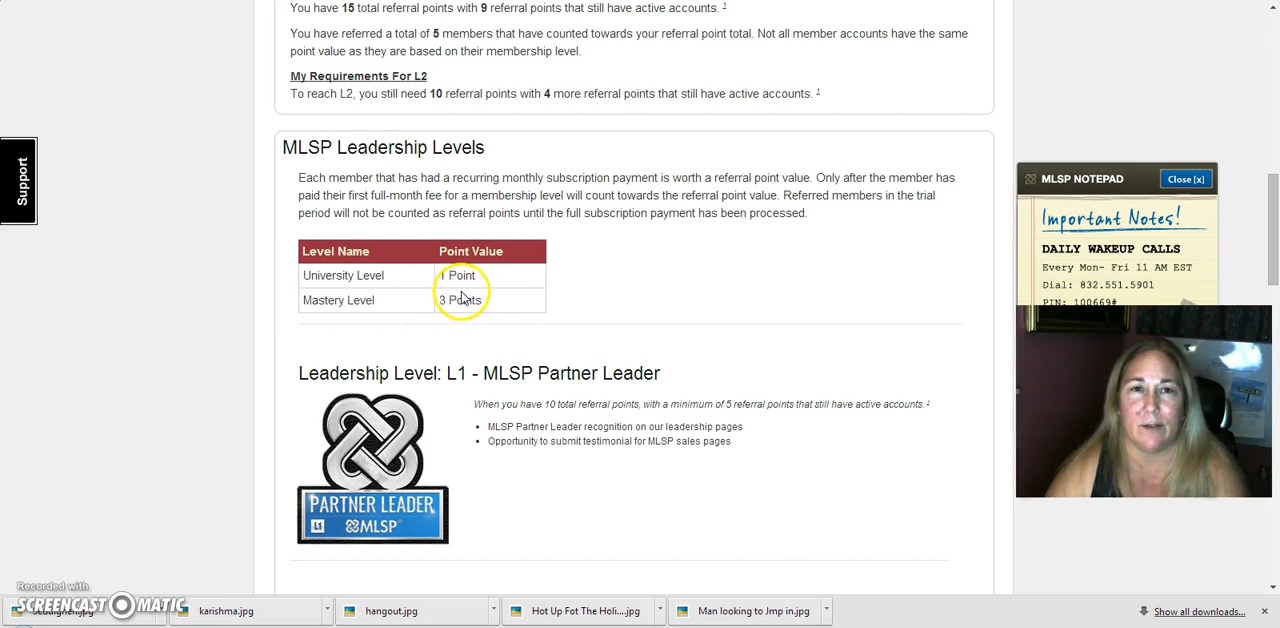 You have 15 total referral points with 9 referral points that still have active accounts. 1
You have referred a total of 5 members that have counted towards your referral point total. Not all member accounts have the same
point value as they are based on their membership level.
My Requirements For L2
To reach L2, you still need 10 referral points with 4 more referral points that still have active accounts. 1
Support
MLSP Leadership Levels
Each member that has had a recurring monthly subscription payment is worth a referral point value. Only after the member has
paid their first full-month fee for a membership level will count towards the referral point value. Referred members in the trial
period will not be counted as referral points until the full subscription payment has been processed.
Level Name Point Value
University Level 1 Point
Mastery Level 3 Points
MLSP NOTEPAD Close [x]
Important Notes!
DAILY WAKEUP CALLS
Every Mon- Fri 11 AM EST
Dial: 832.551.5901
PIN: 100669#
Leadership Level: L1 - MLSP Partner Leader
When you have 10 total referral points, with a minimum of 5 referral points that still have active accounts. 1
MLSP Partner Leader recognition on our leadership pages
Opportunity to submit testimonial for MLSP sales pages
PARTNER LEADER
L1 MLSP
Recorded with
SCREENCAST-O-MATIC
karishma.jpg
hangout.jpg
Hot Up Fot The Holi....jpg
Man looking to Jmp in.jpg
Show all downloads...